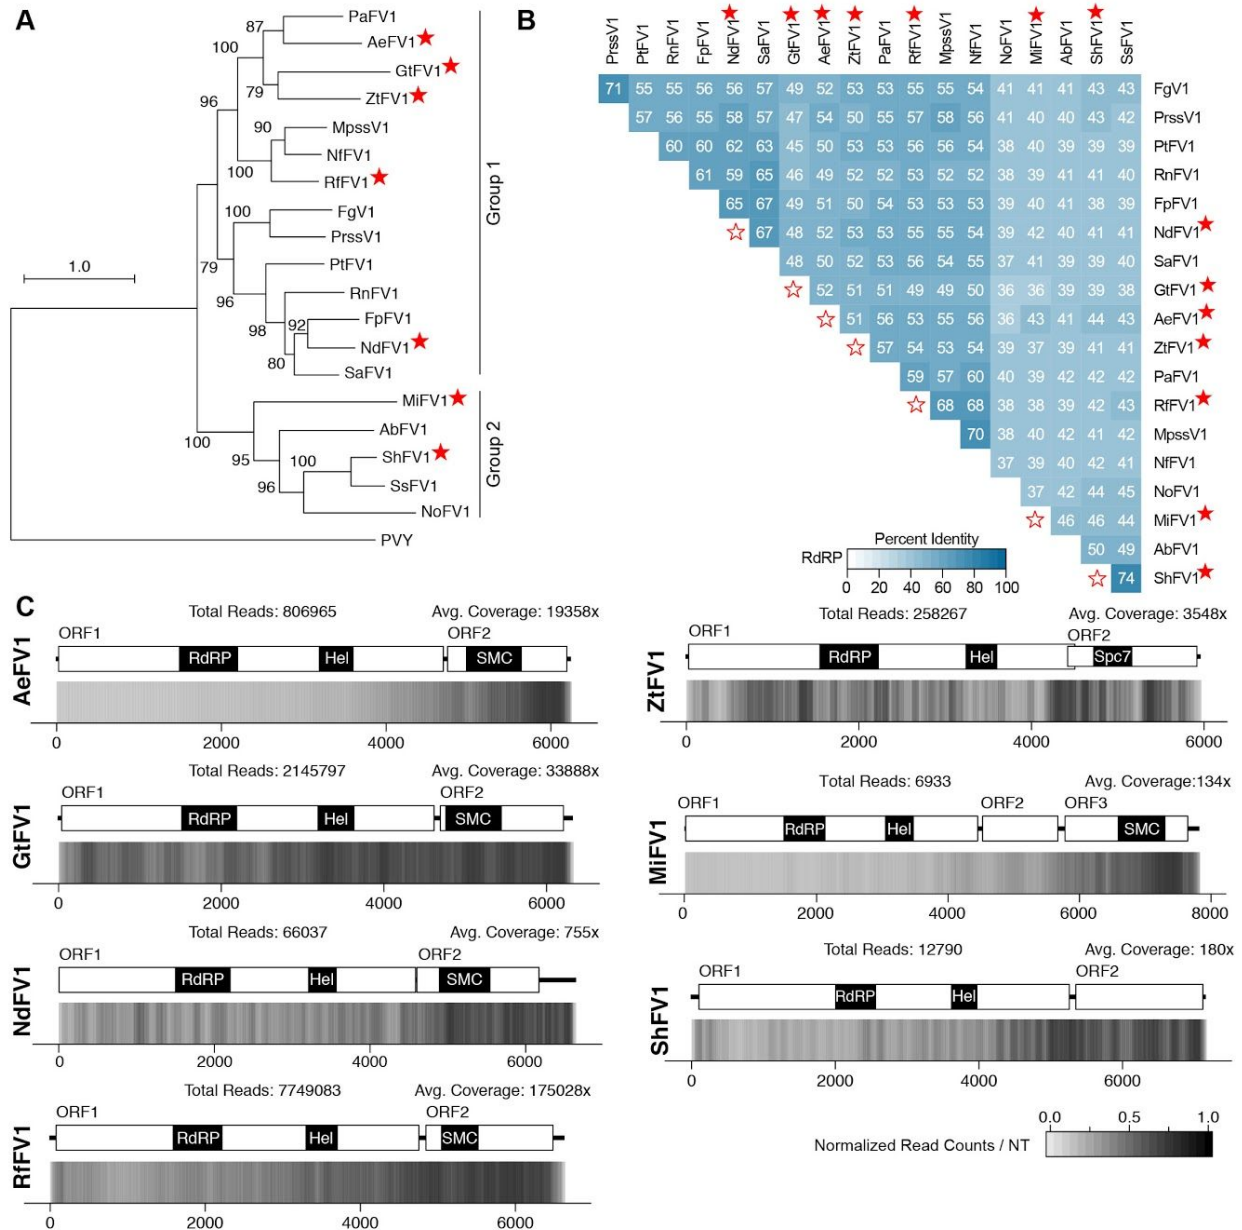 A
PaFV1
87
AeFV1
100
GtFV1
79
ZtFV1
96
90
MpssV1
NfFV1
100
RfFV1
Group 1
100
FgV1
PrssV1
79
PtFV1
1.0
96
RnFV1
98
92
FpFV1
NdFV1
80
SaFV1
MiFV1
100
AbFV1
95
100
ShFV1
Group 2
96
SsFV1
NoFV1
PVY
B
PrssV1 PtFV1 RnFV1 FpFV1 NdFV1 SaFV1 GtFV1 AeFV1 ZtFV1 PaFV1 RfFV1 MpssV1 NfFV1 NoFV1 MiFV1 AbFV1 ShFV1 SsFV1
71 55 55 56 56 57 49 52 53 53 55 55 54 41 41 41 43 43 FgV1
57 56 55 58 57 47 54 50 55 57 58 56 41 40 40 43 42 PrssV1
60 60 62 63 45 50 53 53 56 56 54 38 40 39 39 39 PtFV1
61 59 65 46 49 52 51 53 52 52 38 39 41 41 40 RnFV1
65 67 49 51 50 54 53 53 53 39 40 41 38 39 FpFV1
67 48 52 53 53 55 55 54 39 42 40 41 41 NdFV1
48 50 52 53 56 54 55 37 41 39 39 40 SaFV1
52 51 51 49 49 50 36 36 39 39 38 GtFV1
51 56 53 55 56 36 43 41 44 43 AeFV1
57 54 53 54 39 37 39 41 41 ZtFV1
59 57 60 40 39 42 42 42 PaFV1
68 68 38 38 39 42 43 RfFV1
70 38 40 42 41 42 MpssV1
37 39 40 42 41 NfFV1
37 42 44 45 NoFV1
46 46 44 MiFV1
50 49 AbFV1
74 ShFV1
Percent Identity
RdRP
0 20 40 60 80 100
C
Total Reads: 806965 Avg. Coverage: 19358x
ORF1 ORF2
RdRP Hel SMC
AeFV1
0 2000 4000 6000
Total Reads: 2145797 Avg. Coverage: 33888x
ORF1 ORF2
RdRP Hel SMC
GtFV1
0 2000 4000 6000
Total Reads: 66037 Avg. Coverage: 755x
ORF1 ORF2
RdRP Hel SMC
NdFV1
0 2000 4000 6000
Total Reads: 7749083 Avg. Coverage: 175028x
ORF1 ORF2
RdRP Hel SMC
RfFV1
0 2000 4000 6000
Total Reads: 258267 Avg. Coverage: 3548x
ORF1 ORF2
RdRP Hel Spc7
ZtFV1
0 2000 4000 6000
Total Reads: 6933 Avg. Coverage:134x
ORF1 ORF2 ORF3
RdRP Hel SMC
MiFV1
0 2000 4000 6000 8000
Total Reads: 12790 Avg. Coverage: 180x
ORF1 ORF2
RdRP Hel
ShFV1
0 2000 4000 6000
0.0 0.5 1.0
Normalized Read Counts / NT